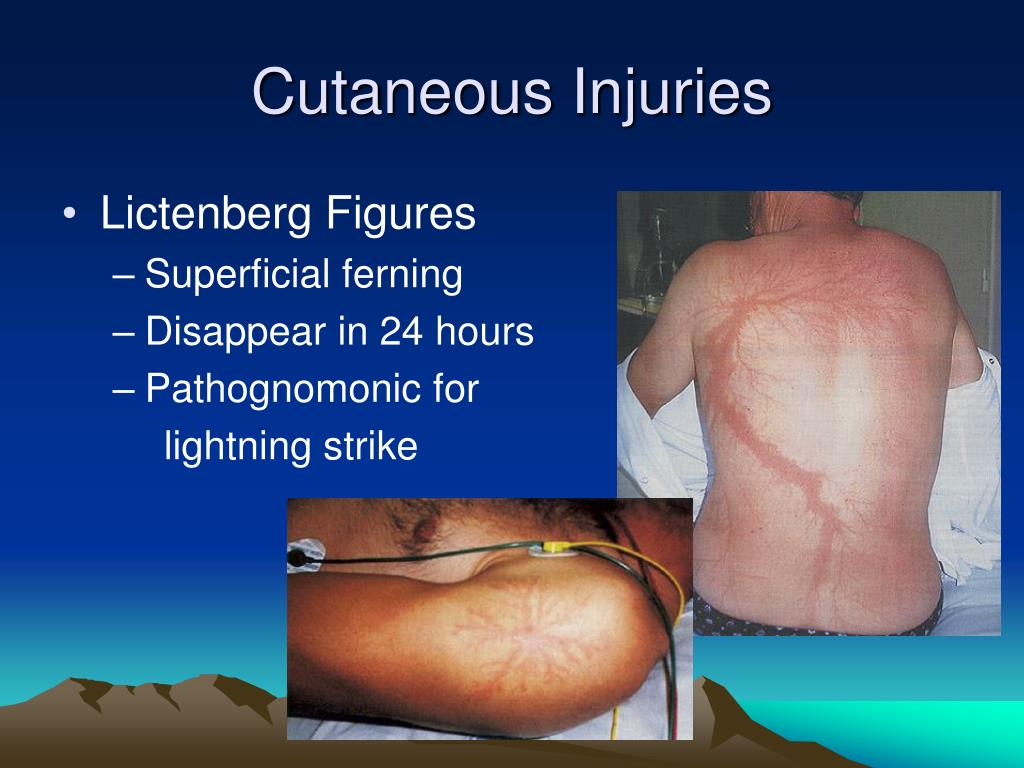 Cutaneous Injuries
• Lictenberg Figures
– Superficial ferning
– Disappear in 24 hours
– Pathognomonic for
lightning strike